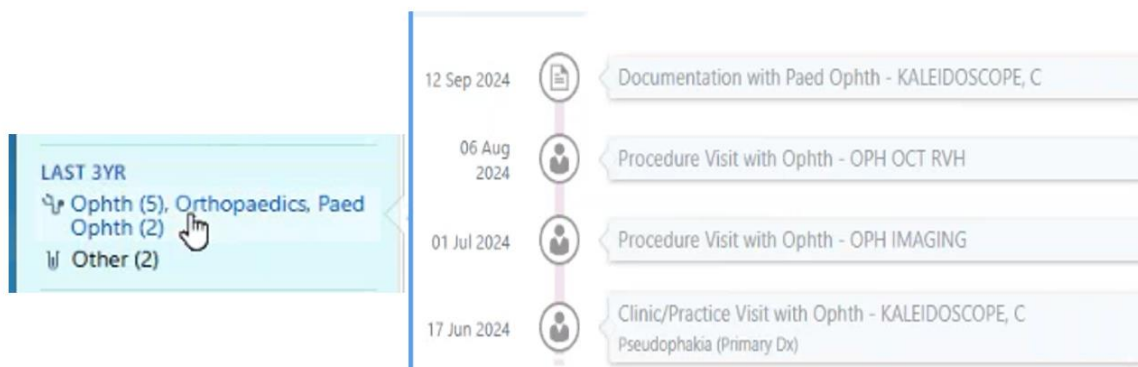 LAST 3YR
Ophth (5), Orthopaedics, Paed
Ophth (2)
Other (2)
12 Sep 2024
Documentation with Paed Ophth - KALEIDOSCOPE, C
06 Aug
2024
Procedure Visit with Ophth - OPH OCT RVH
01 Jul 2024
Procedure Visit with Ophth - OPH IMAGING
17 Jun 2024
Clinic/Practice Visit with Ophth - KALEIDOSCOPE, C
Pseudophakia (Primary Dx)